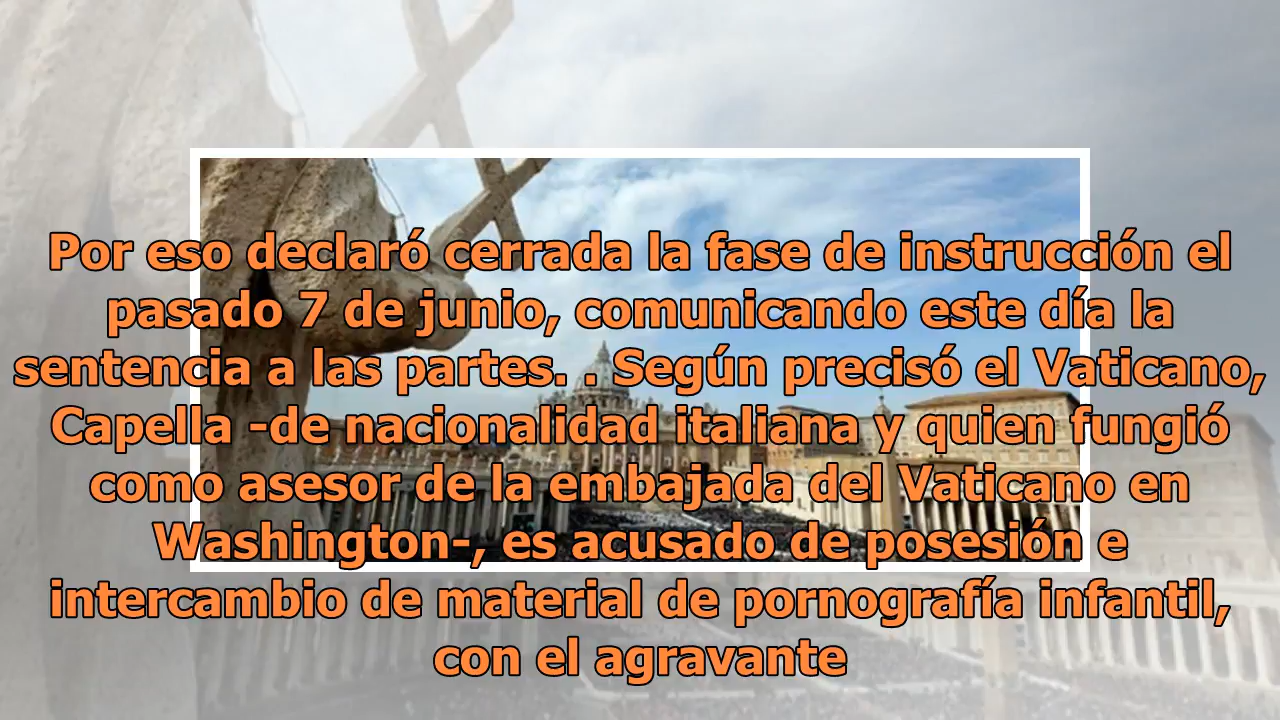 Por eso declaró cerrada la fase de instrucción el
pasado 7 de junio, comunicando este día la
sentencia a las partes. . Según precisó el Vaticano,
Capella -de nacionalidad italiana y quien fungió
como asesor de la embajada del Vaticano en
Washington-, es acusado de posesión e
intercambio de material de pornografía infantil,
con el agravante